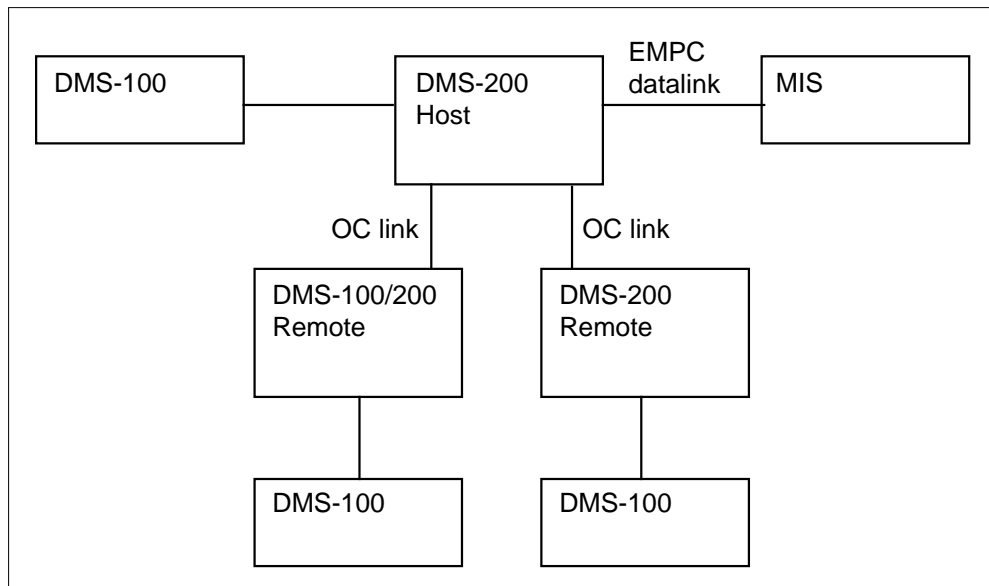 DMS-100
DMS-200
Host
EMPC
datalink
MIS
OC link
OC link
DMS-100/200
Remote
DMS-200
Remote
DMS-100
DMS-100